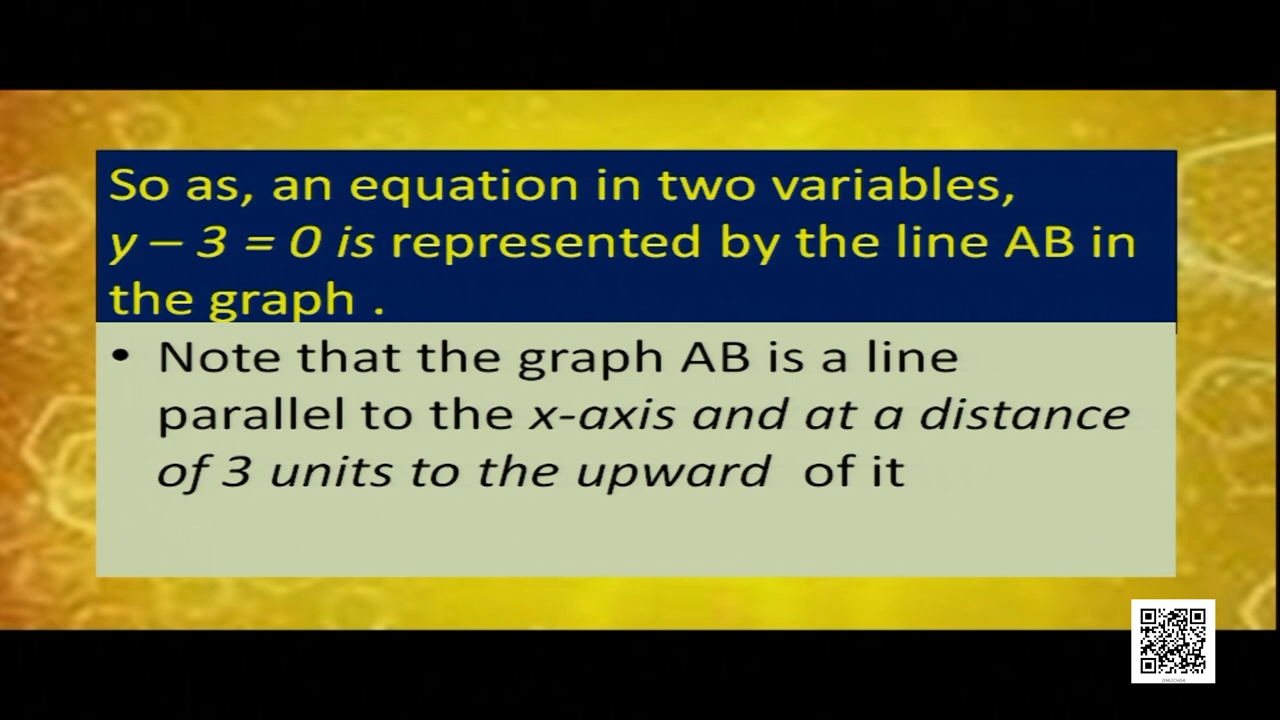 So as, an equation in two variables,
y – 3 = 0 is represented by the line AB in
the graph .
• Note that the graph AB is a line
parallel to the x-axis and at a distance
of 3 units to the upward of it